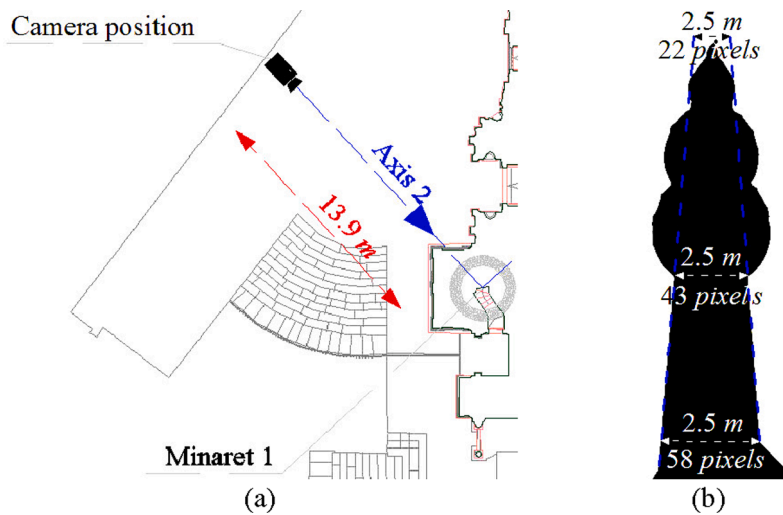 Camera position
Axis 2
13.9 m
Minaret 1
(a)
2.5 m
22 pixels
2.5 m
43 pixels
2.5 m
58 pixels
(b)